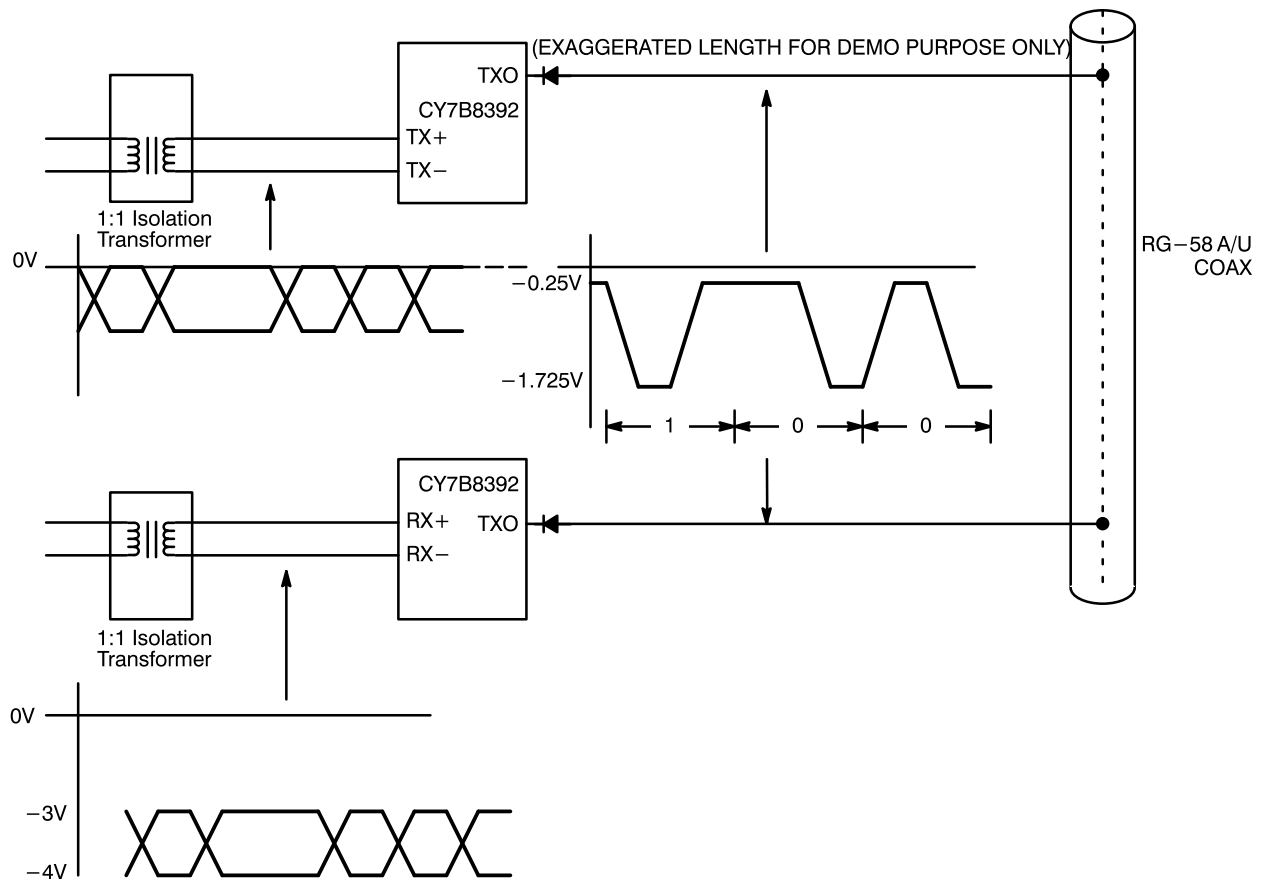 (EXAGGERATED LENGTH FOR DEMO PURPOSE ONLY)
TXO
CY7B8392
TX+
TX−
1:1 Isolation
Transformer
0V
−0.25V
−1.725V
1
0
0
RG−58 A/U
COAX
CY7B8392
RX+
TXO
RX−
1:1 Isolation
Transformer
0V
−3V
−4V